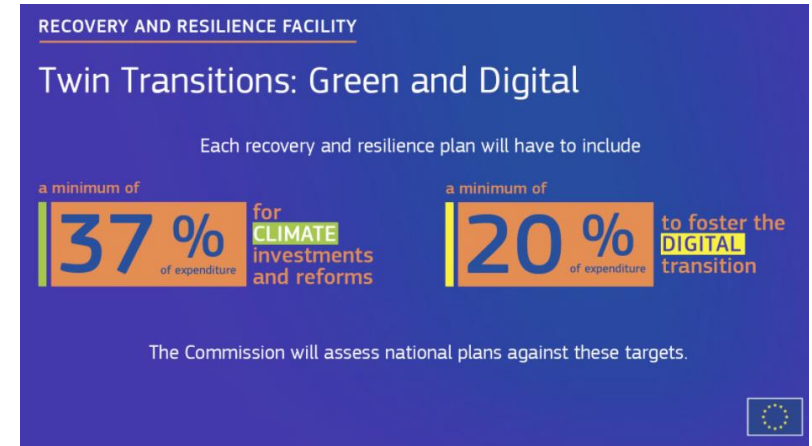 RECOVERY AND RESILIENCE FACILITY
Twin Transitions: Green and Digital
Each recovery and resilience plan will have to include
a minimum of
37 %
of expenditure
for
CLIMATE
investments
and reforms
a minimum of
20 %
of expenditure
to foster the
DIGITAL
transition
The Commission will assess national plans against these targets.